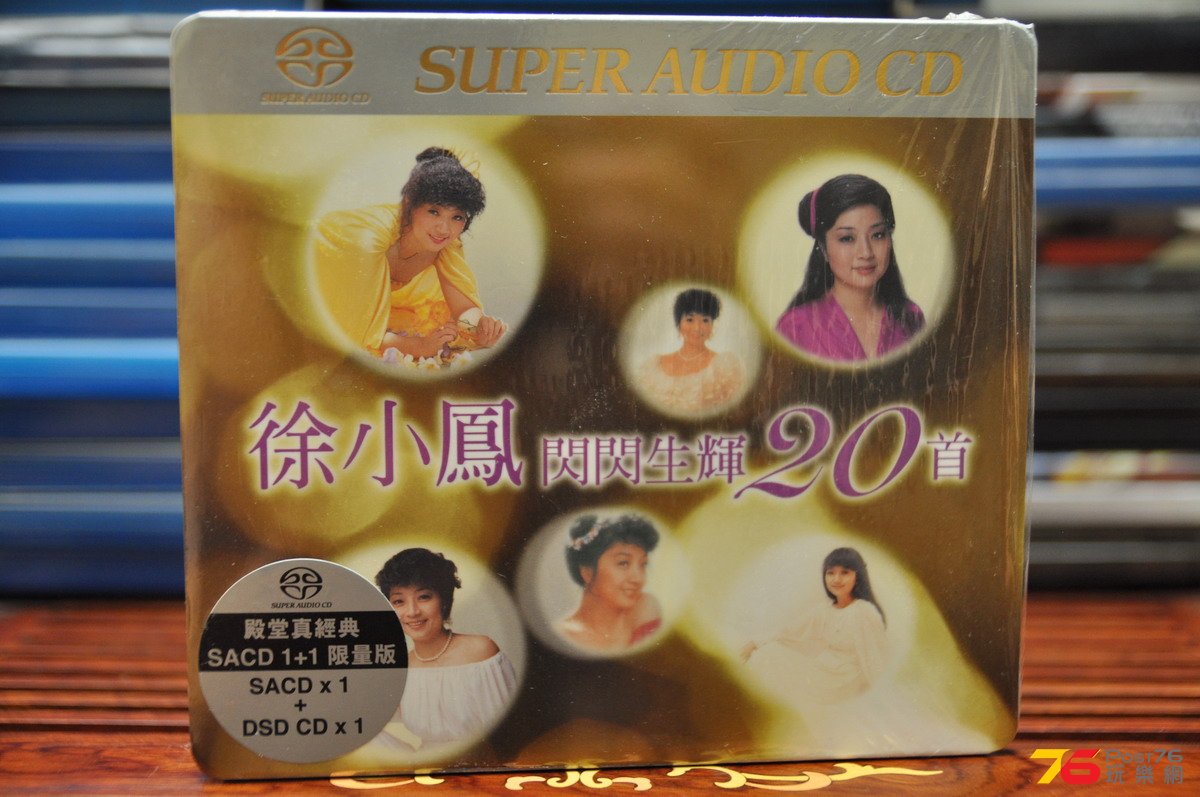 SUPER AUDIO CD
SUPER AUDIO CD
徐小鳳 閃閃生輝20首
SUPER AUDIO CD
殿堂真經典
SACD 1+1 限量版
SACD x 1
+
DSD CD x 1
76 Post76
玩樂網